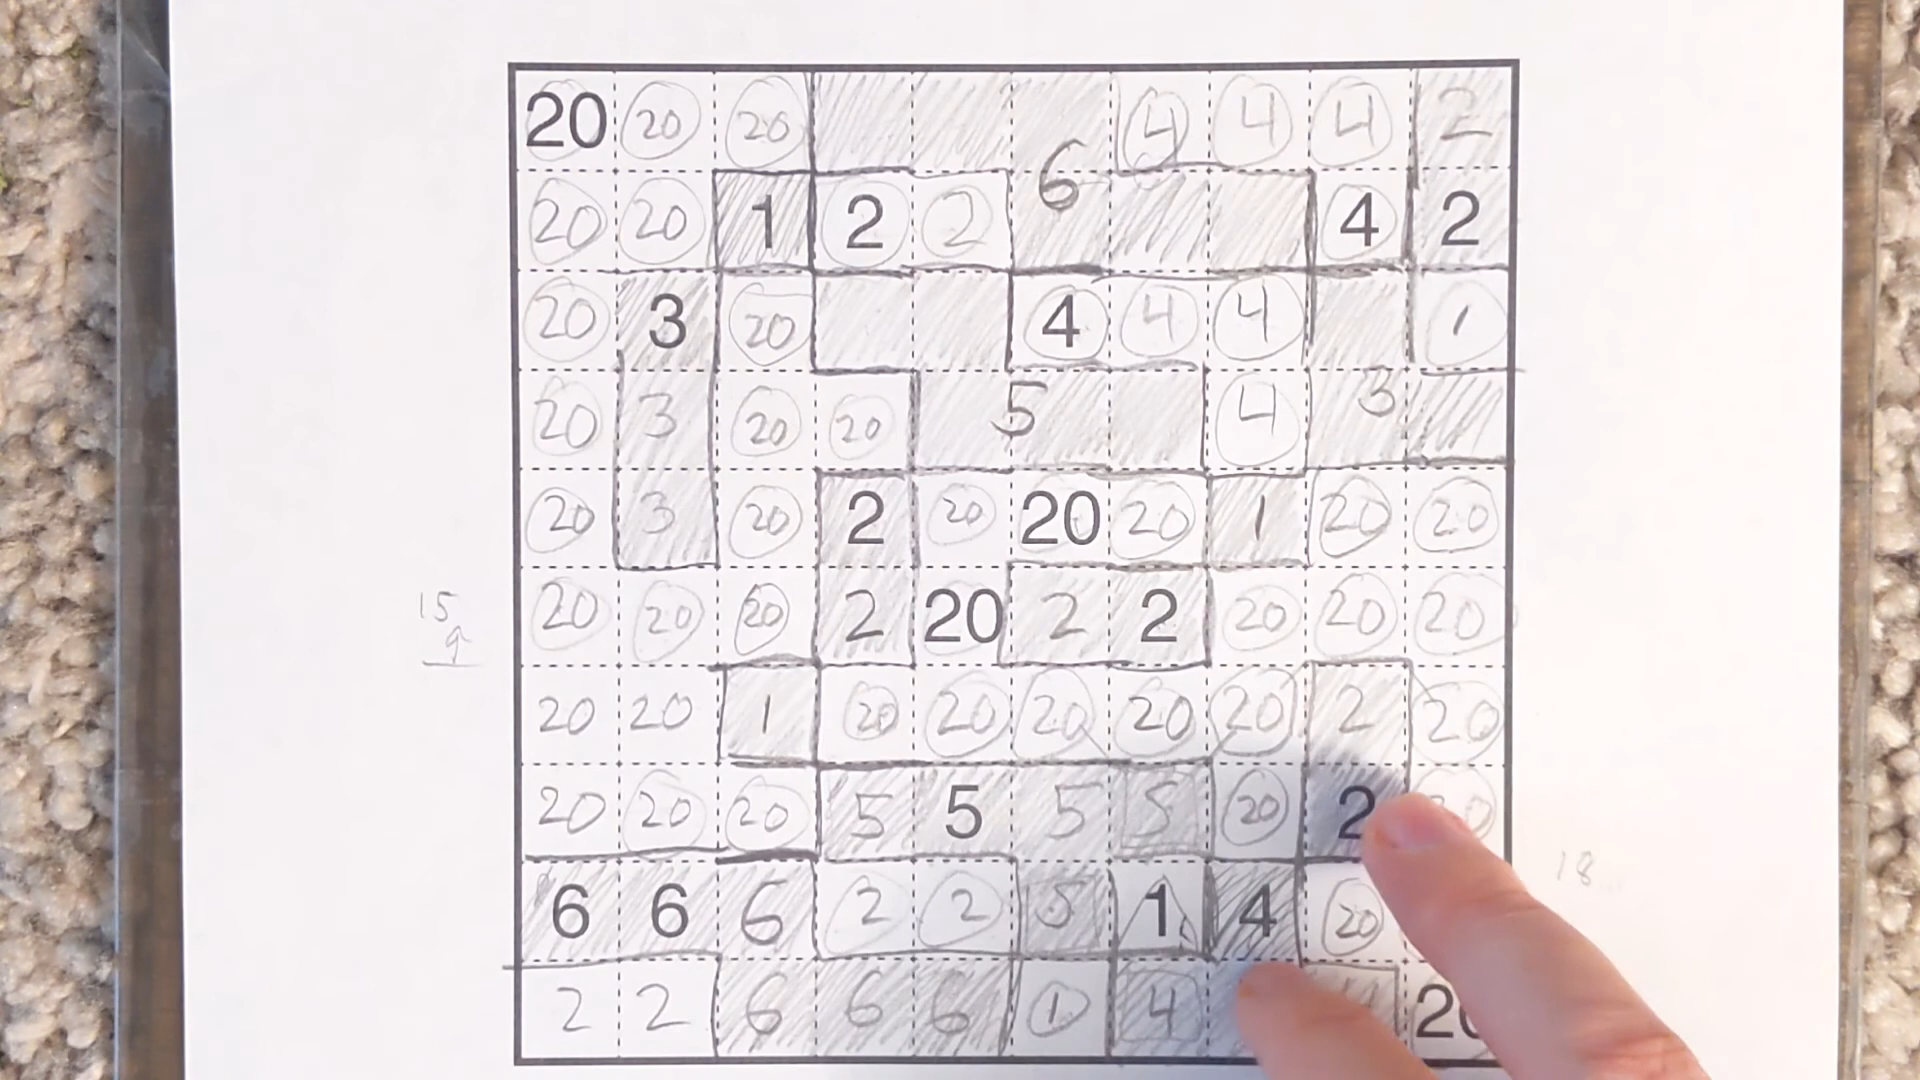 20 20 20 4 4 4 2
20 20 1 2 2 6 4 2
20 3 20 4 4 4 1
20 3 20 20 5 4 3
20 3 20 2 20 20 20 1 20 20
15 20 20 20 2 20 2 2 20 20 20
9
20 20 1 20 20 20 20 20 2 20
20 20 20 5 5 5 5 20 2
6 6 6 2 2 5 1 4 20 18
2 2 6 6 6 1 4 4 20